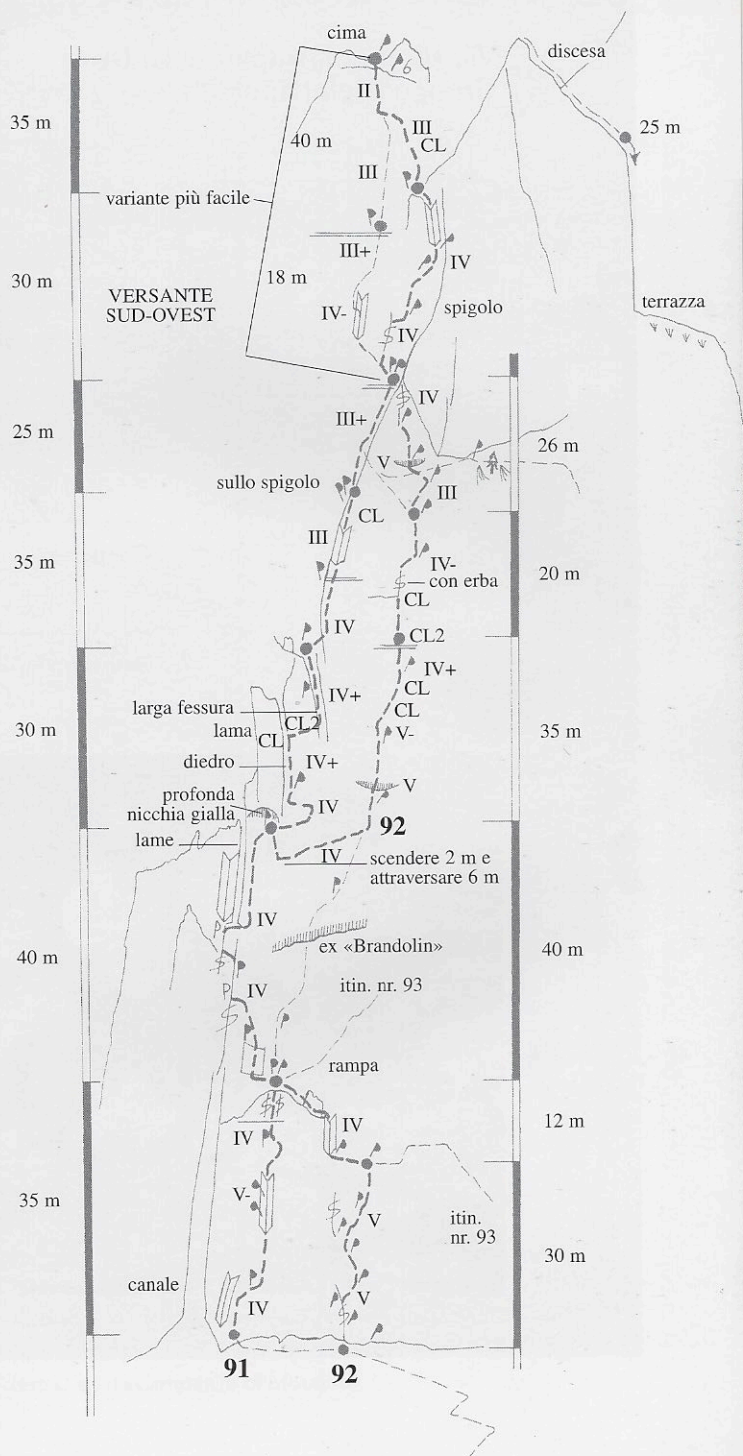 cima
discesa
35 m
II
III
CL
25 m
40 m
III
variante più facile
III+
30 m
18 m
IV
VERSANTE
SUD-OVEST
IV-
spigolo
terrazza
IV
III+
IV
25 m
V
26 m
sullo spigolo
III
CL
III
IV-
35 m
con erba
20 m
CL
IV
CL2
IV+
IV+
CL
larga fessura
CL
lama
CL2
30 m
CL
V-
35 m
diedro
IV+
profonda
V
nicchia gialla
IV
92
lame
IV
scendere 2 m e
attraversare 6 m
IV
ex «Brandolin»
40 m
40 m
IV
itin. nr. 93
rampa
IV
IV
12 m
V-
35 m
V
itin.
nr. 93
30 m
canale
IV
V
91
92